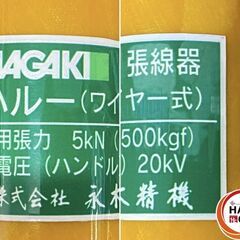 NAGAKI 張線器
ハルー(ワイヤー式)
用張力 5kN (500kgf)
電圧 (ハンドル) 20kV
株式会社 永木精機